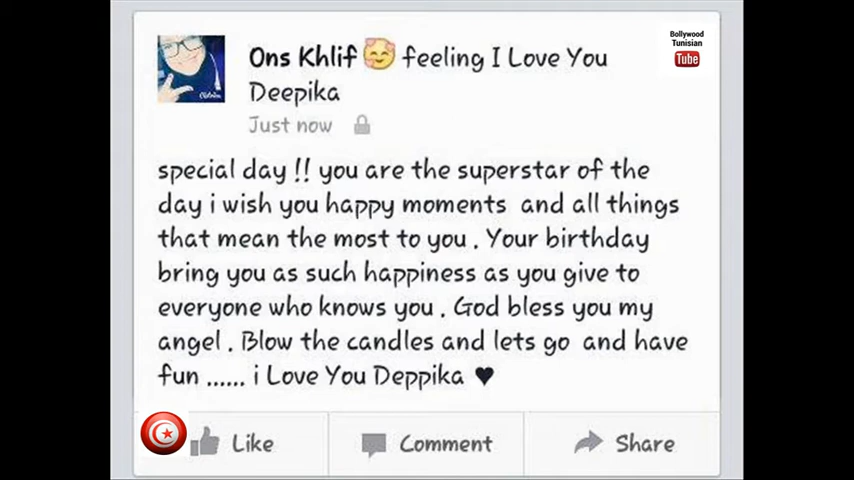 Ons Khlif 🥰 feeling I Love You
Deepika
Just now
Bollywood
Tunisian
Tube
special day !! you are the superstar of the
day i wish you happy moments and all things
that mean the most to you . Your birthday
bring you as such happiness as you give to
everyone who knows you . God bless you my
angel . Blow the candles and lets go and have
fun ...... i Love You Deppika ♥
Like
Comment
Share